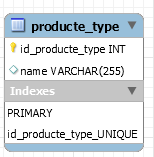 producte_type
id_producte_type INT
name VARCHAR(255)
Indexes
PRIMARY
id_producte_type_UNIQUE